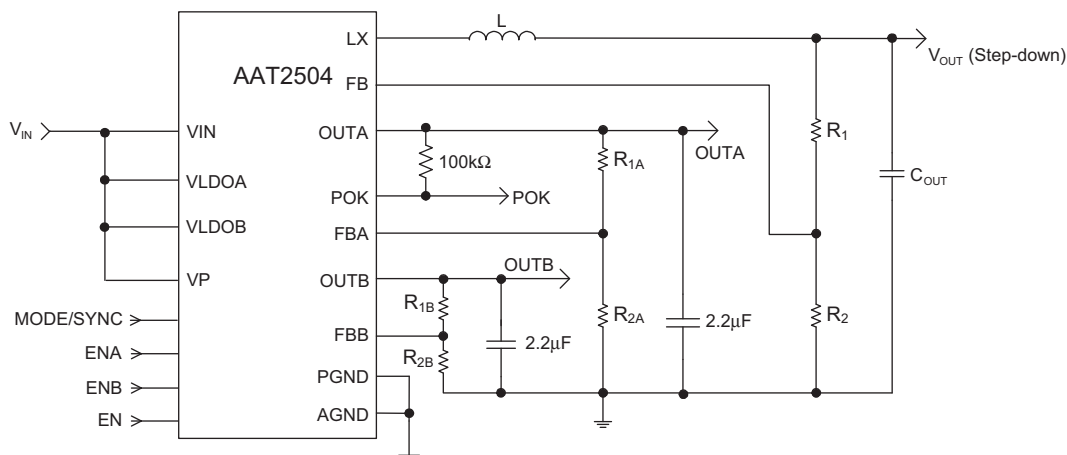 AAT2504
V_IN
VIN
VLDOA
VLDOB
VP
MODE/SYNC
ENA
ENB
EN
LX
FB
OUTA
POK
FBA
OUTB
FBB
PGND
AGND
L
V_OUT (Step-down)
100kΩ
POK
OUTA
R_1A
R_2A
2.2μF
OUTB
R_1B
R_2B
2.2μF
R_1
R_2
C_OUT